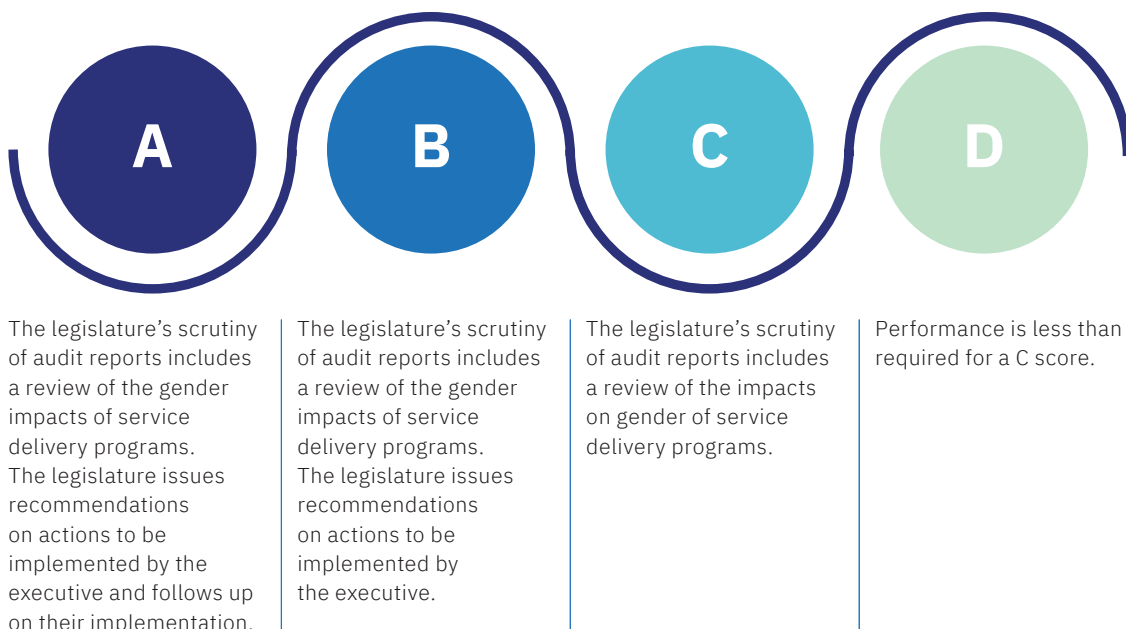 A
B
C
D
The legislature’s scrutiny
of audit reports includes
a review of the gender
impacts of service
delivery programs.
The legislature issues
recommendations
on actions to be
implemented by the
executive and follows up
on their implementation.
The legislature’s scrutiny
of audit reports includes
a review of the gender
impacts of service
delivery programs.
The legislature issues
recommendations
on actions to be
implemented by
the executive.
The legislature’s scrutiny
of audit reports includes
a review of the impacts
on gender of service
delivery programs.
Performance is less than
required for a C score.